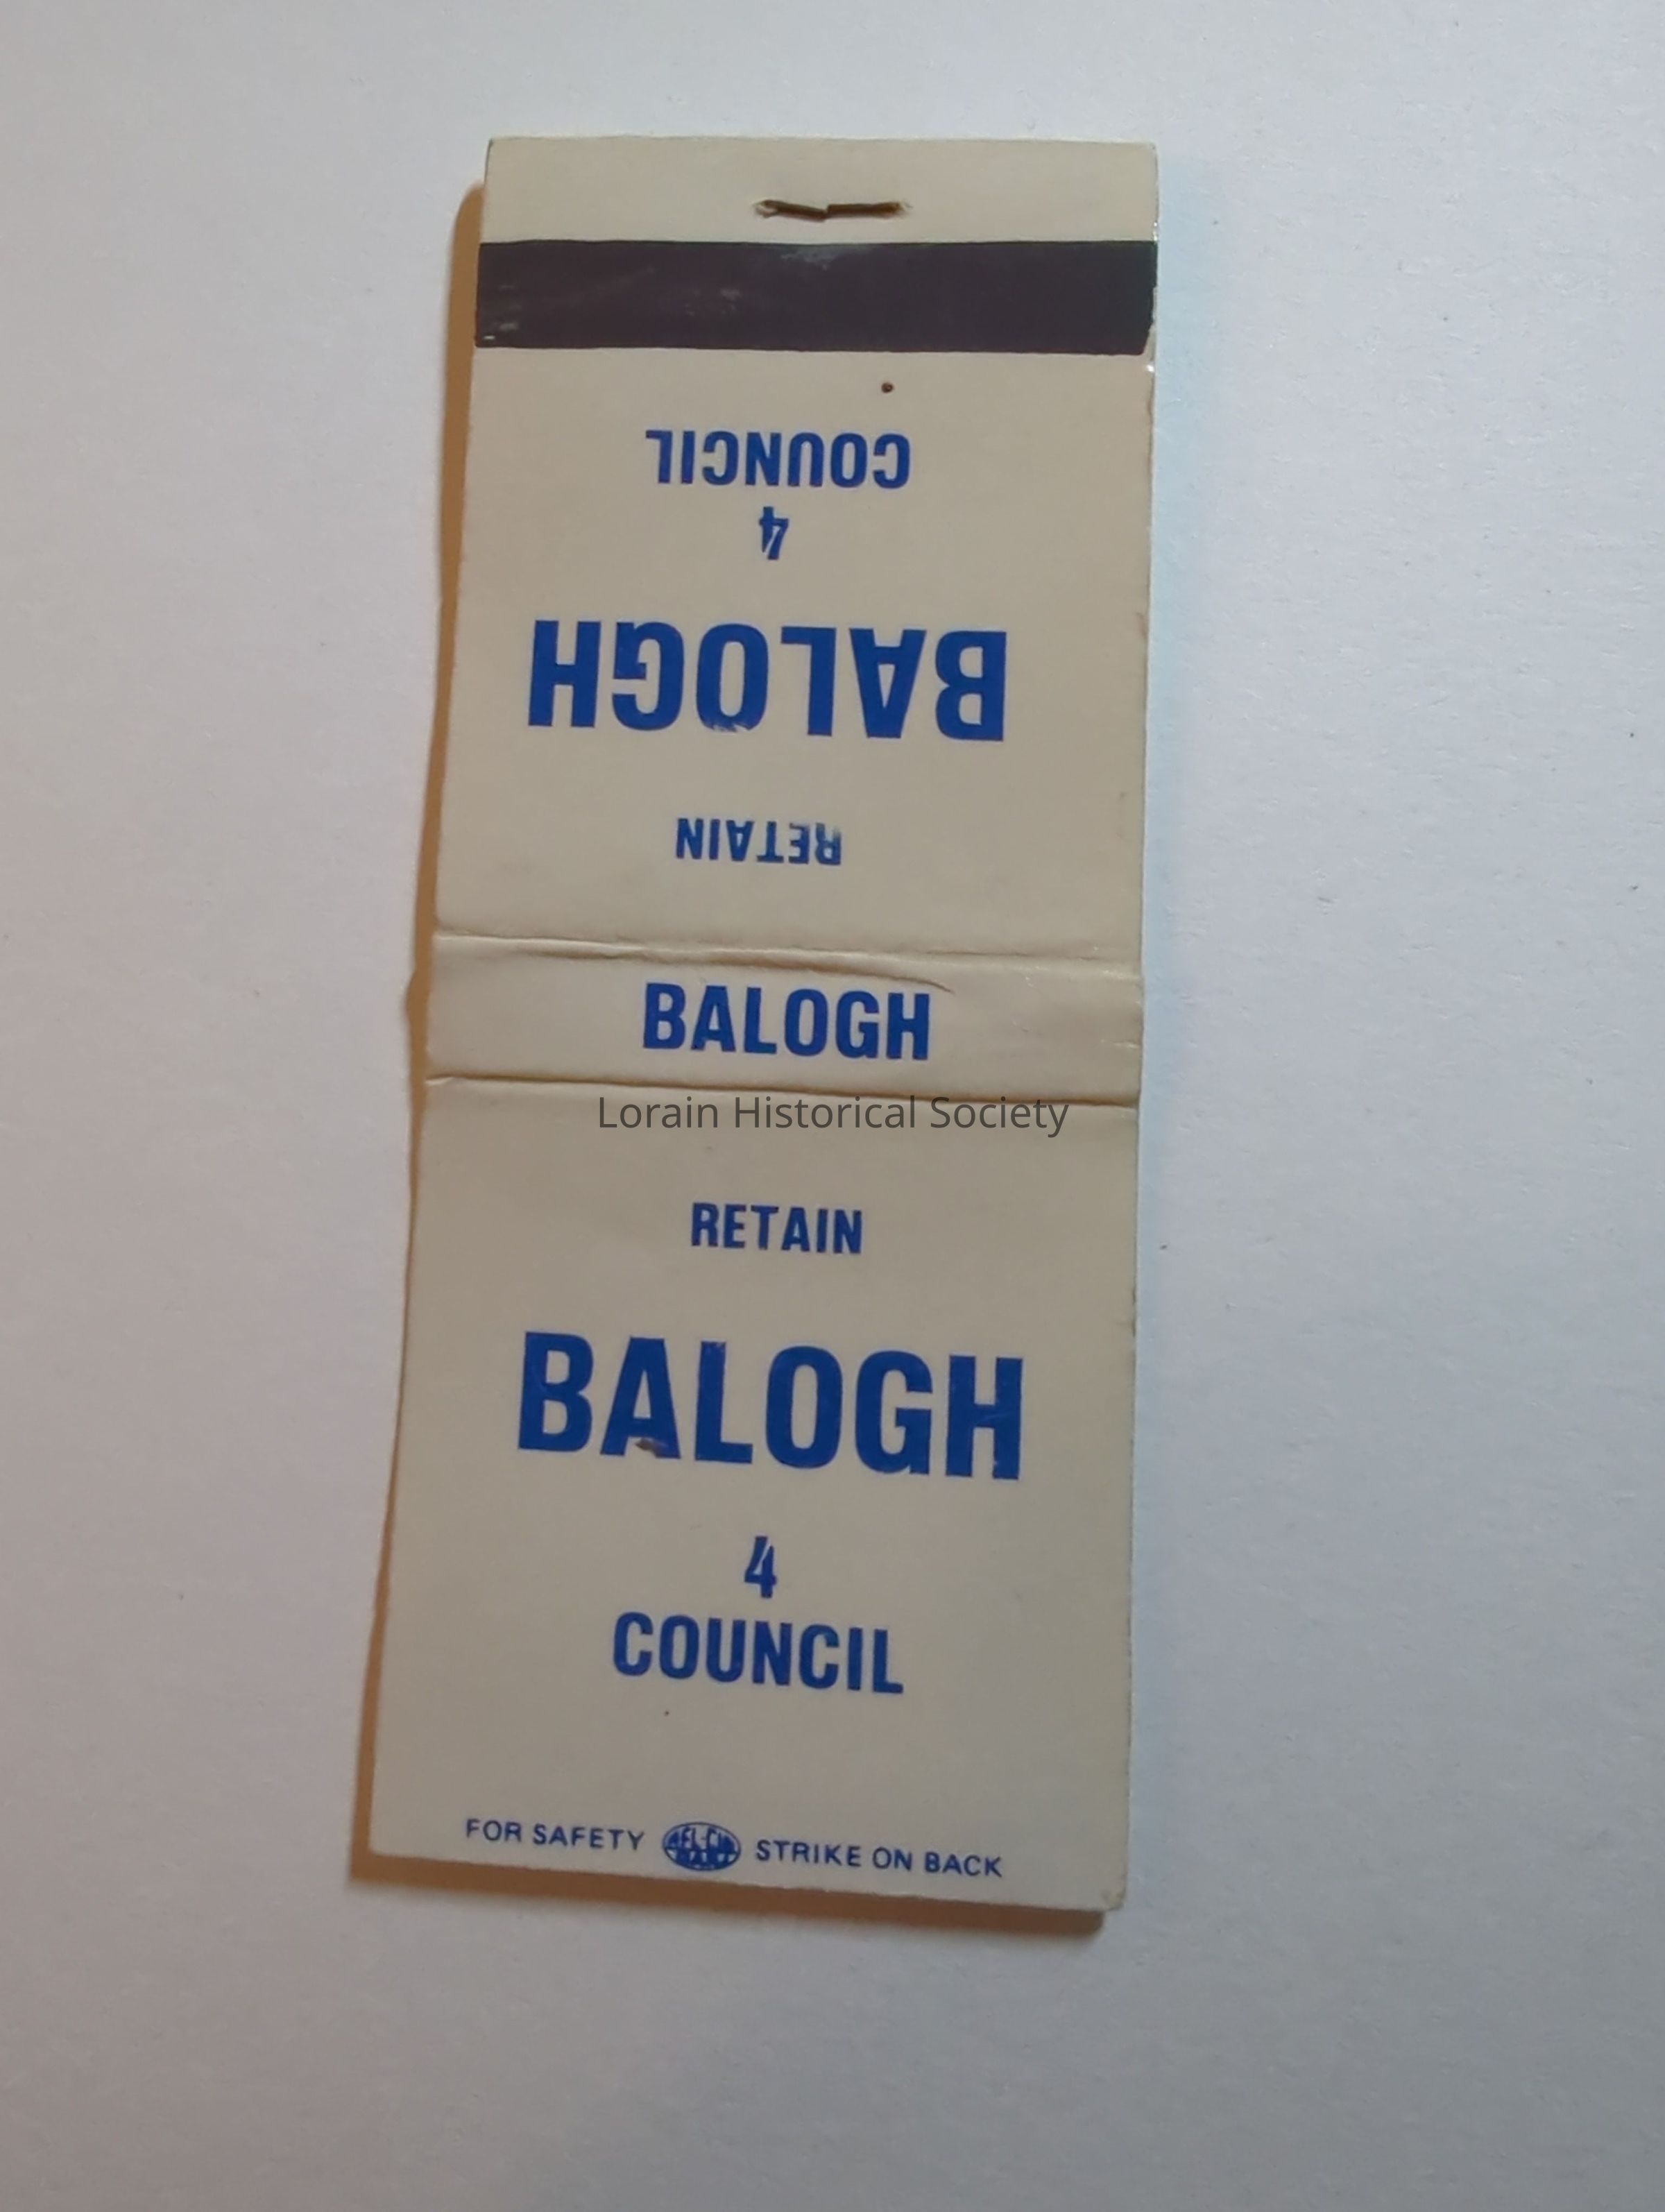 COUNCIL
4
BALOGH
RETAIN
BALOGH
Lorain Historical Society
RETAIN
BALOGH
4
COUNCIL
FOR SAFETY STRIKE ON BACK